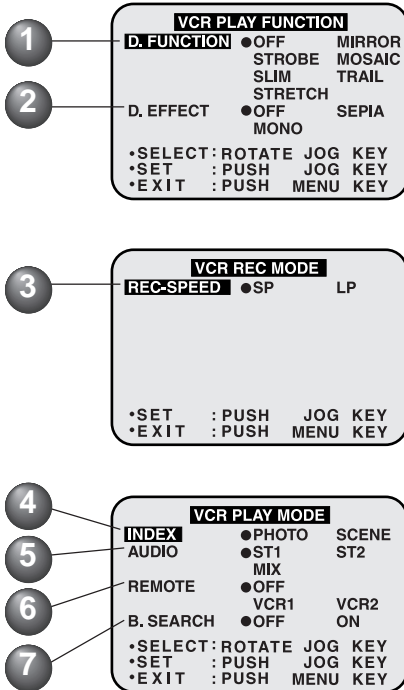 VCR PLAY FUNCTION
1 D. FUNCTION ●OFF MIRROR
STROBE MOSAIC
SLIM TRAIL
STRETCH
2 D. EFFECT ●OFF SEPIA
MONO
•SELECT:ROTATE JOG KEY
•SET :PUSH JOG KEY
•EXIT :PUSH MENU KEY
VCR REC MODE
3 REC-SPEED ●SP LP
•SET :PUSH JOG KEY
•EXIT :PUSH MENU KEY
VCR PLAY MODE
4 INDEX ●PHOTO SCENE
5 AUDIO ●ST1 ST2
MIX
6 REMOTE ●OFF
VCR1 VCR2
7 B. SEARCH ●OFF ON
•SELECT:ROTATE JOG KEY
•SET :PUSH JOG KEY
•EXIT :PUSH MENU KEY